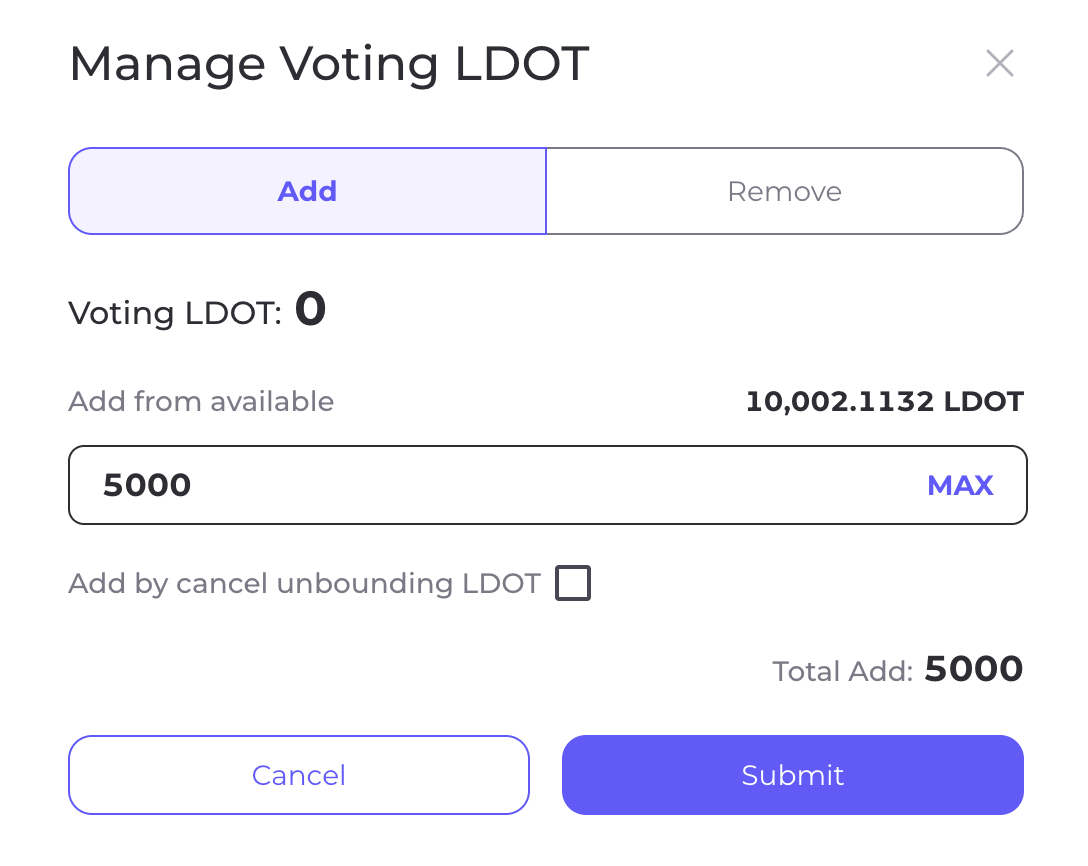 Manage Voting LDOT
Add
Remove
Voting LDOT: 0
Add from available
10,002.1132 LDOT
5000
MAX
Add by cancel unbounding LDOT
Total Add: 5000
Cancel
Submit